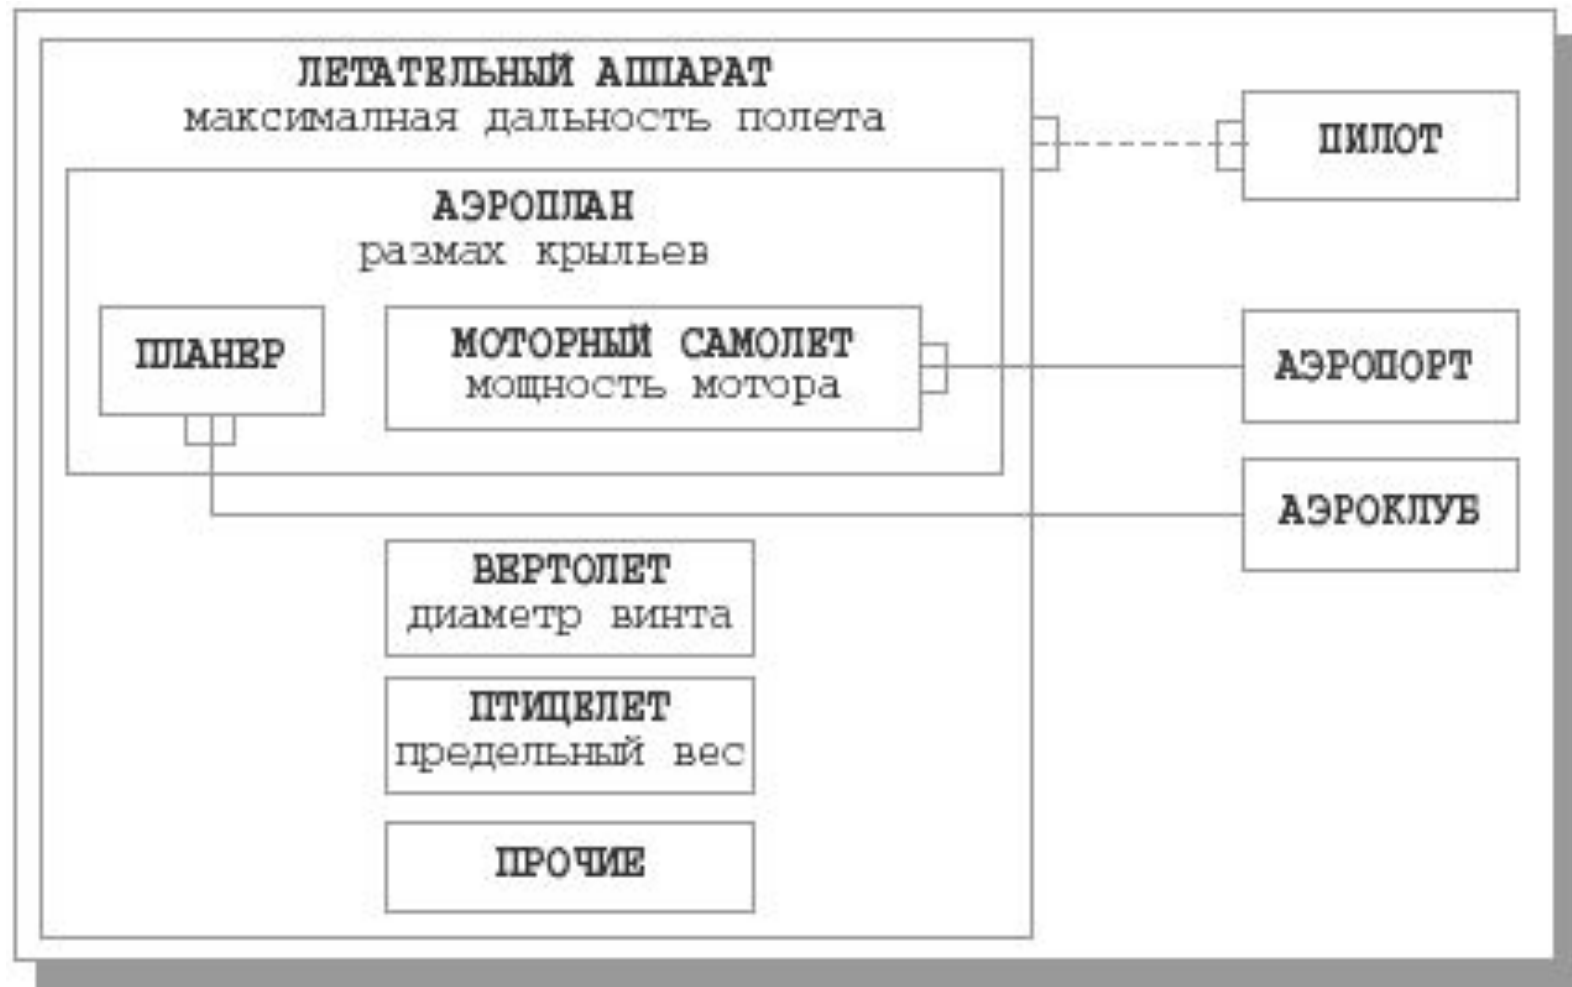 ЛЕТАТЕЛЬНЫЙ АППАРАТ
максималная дальность полета
АЭРОПЛАН
размах крыльев
ПЛАНЕР
МОТОРНЫЙ САМОЛЕТ
мощность мотора
ВЕРТОЛЕТ
диаметр винта
ПТИЦЕЛЕТ
предельный вес
ПРОЧИЕ
ПИЛОТ
АЭРОПОРТ
АЭРОКЛУБ